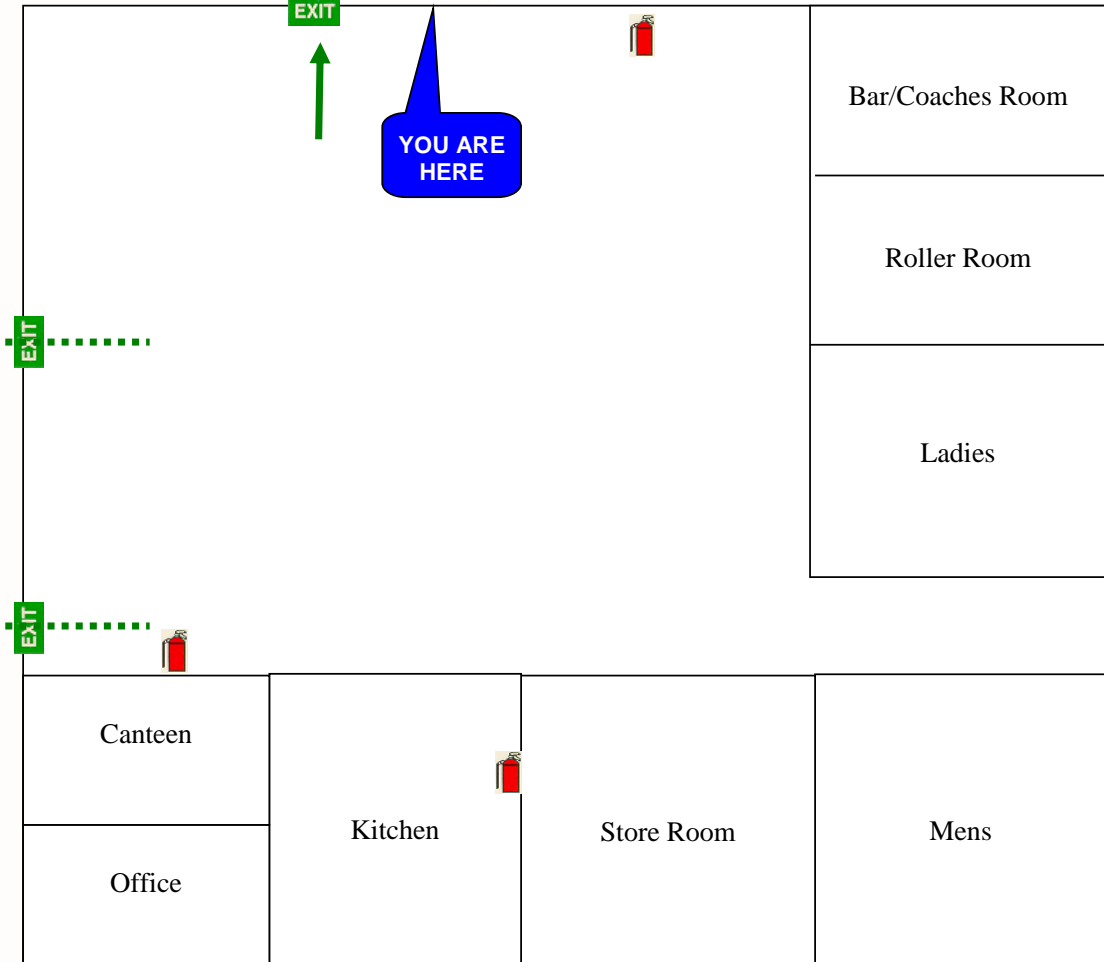 EXIT
YOU ARE
HERE
Bar/Coaches Room
Roller Room
EXIT
Ladies
EXIT
Canteen
Kitchen
Store Room
Mens
Office